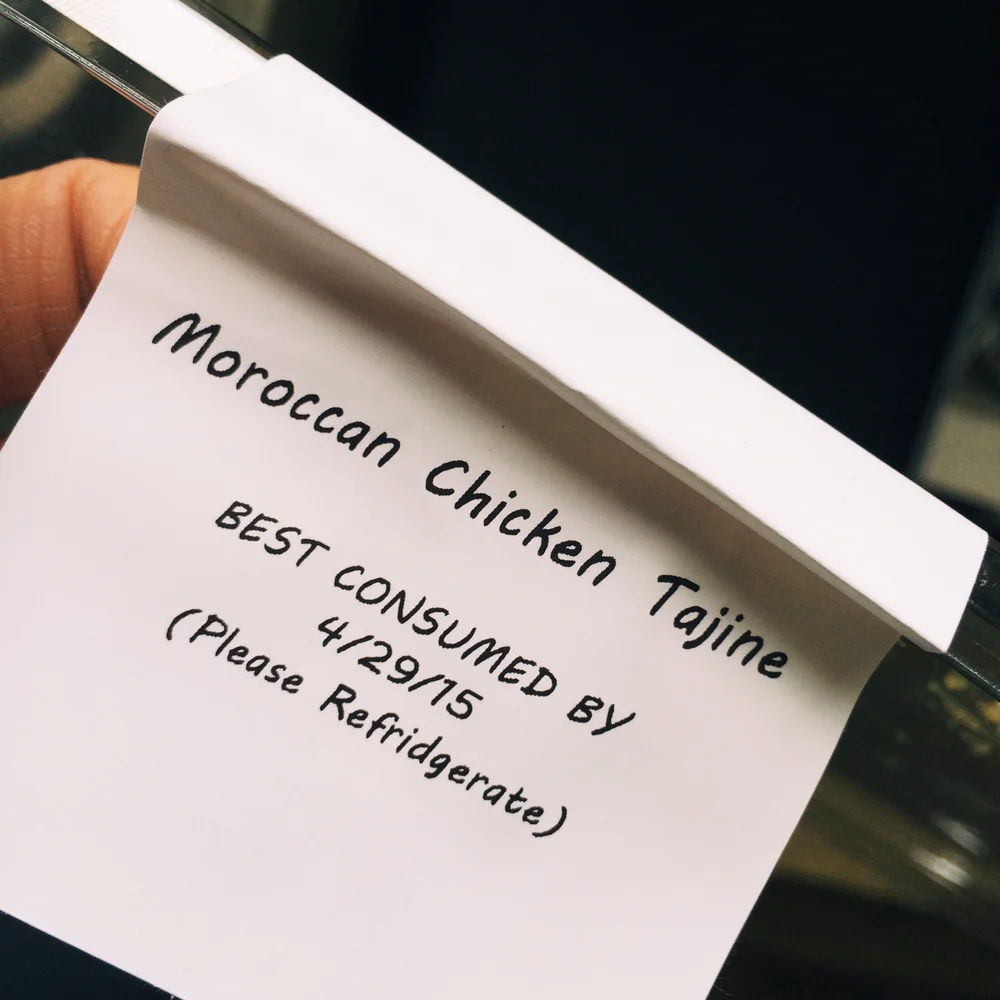 Moroccan Chicken Tajine
BEST CONSUMED BY
4/29/15
(Please Refridgerate)